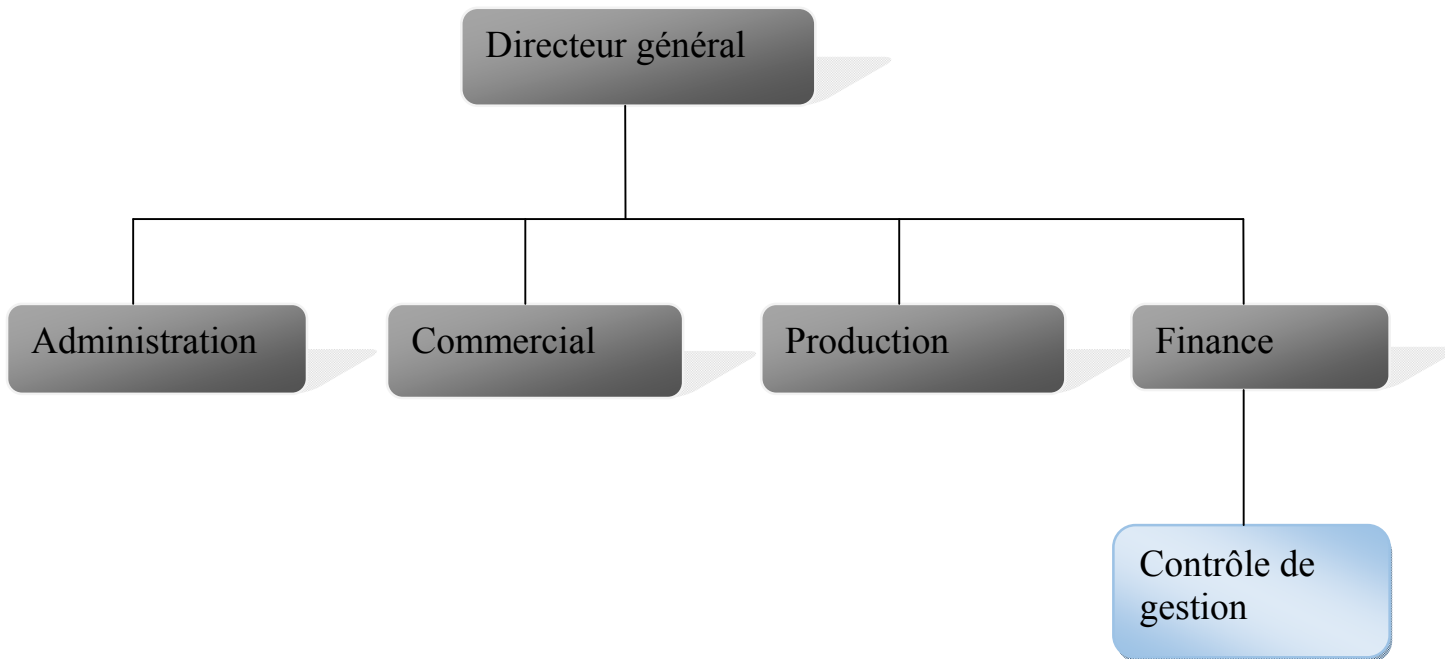 Directeur général
Administration
Commercial
Production
Finance
Contrôle de
gestion